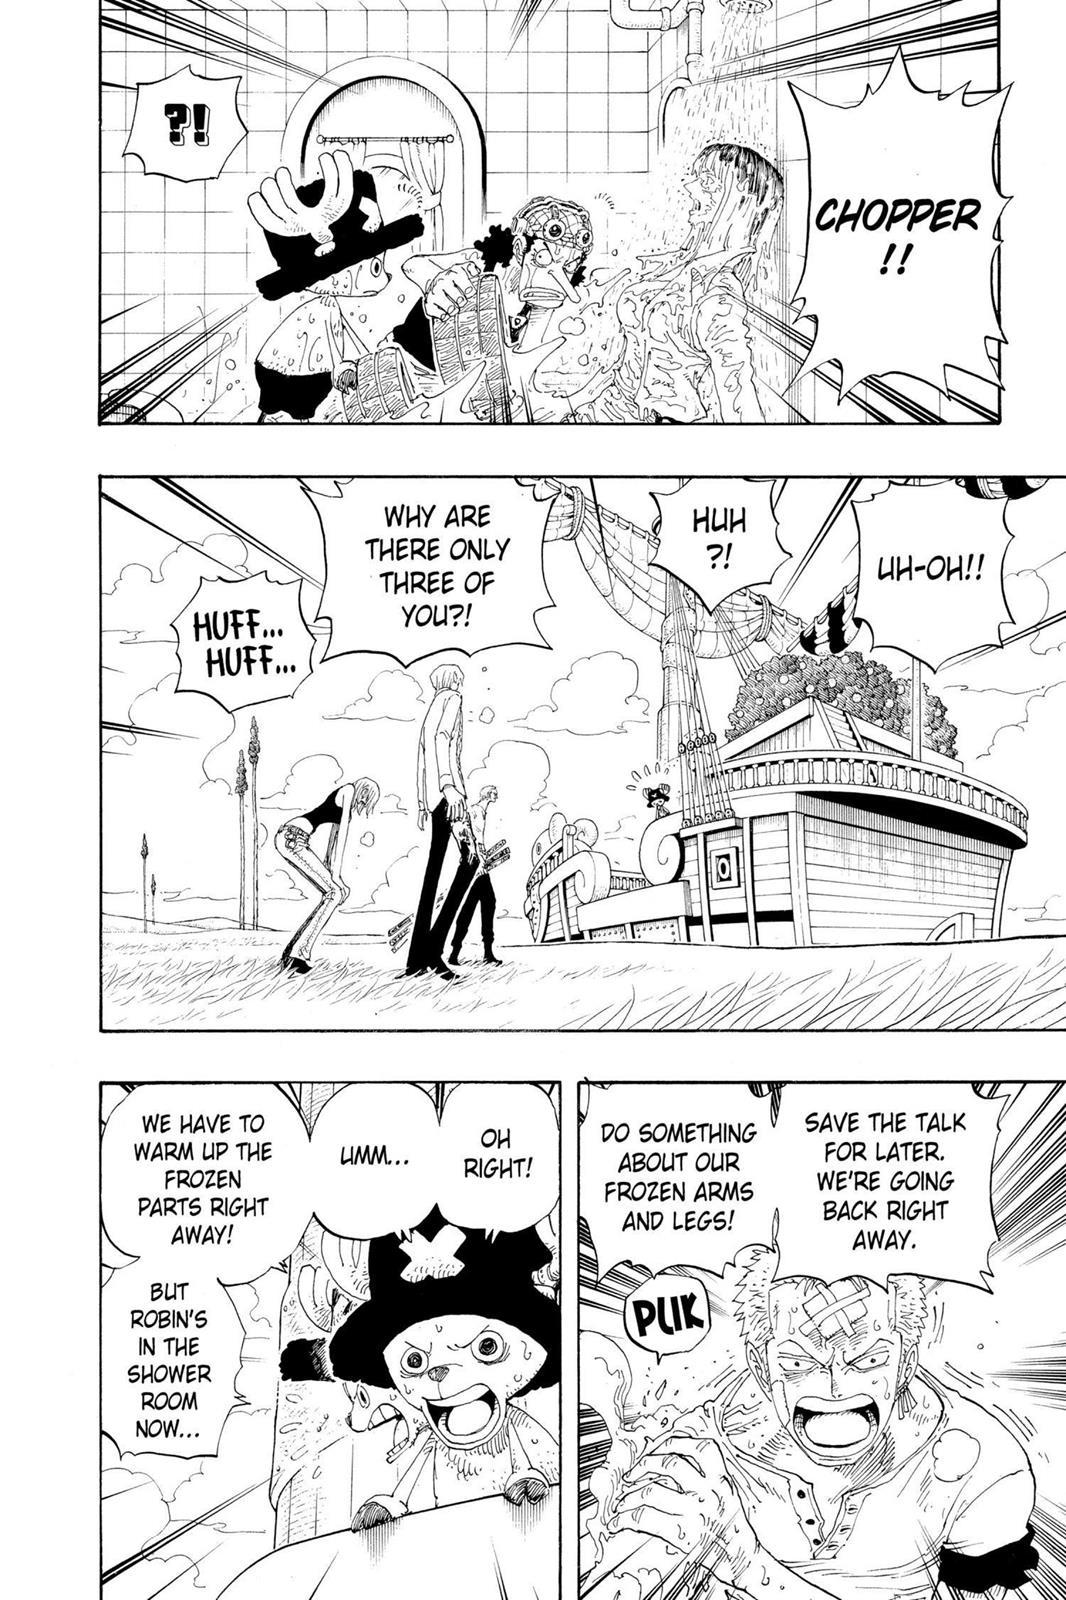 CHOPPER
!!
?!
UH-OH!!
HUH
?!
WHY ARE
THERE ONLY
THREE OF
YOU?!
HUFF...
HUFF...
SAVE THE TALK
FOR LATER.
WE'RE GOING
BACK RIGHT
AWAY.
DO SOMETHING
ABOUT OUR
FROZEN ARMS
AND LEGS!
PLIK
OH
RIGHT!
UMM...
WE HAVE TO
WARM UP THE
FROZEN
PARTS RIGHT
AWAY!
BUT
ROBIN'S
IN THE
SHOWER
ROOM
NOW...